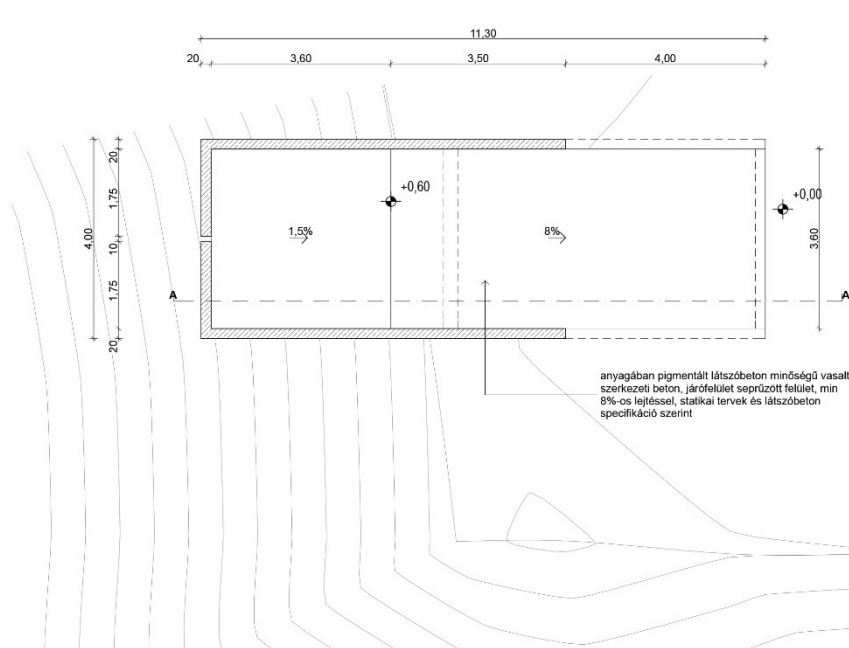 11,30
20
3,60
3,50
4,00
20
1,75
4,00
10
1,75
20
+0,60
+0,00
1,5%
8%
3,60
A
A
anyagában pigmentált látszóbeton minőségű vasalt
szerkezeti beton, járófelület seprűzött felület, min
8%-os lejtéssel, statikai tervek és látszóbeton
specifikáció szerint